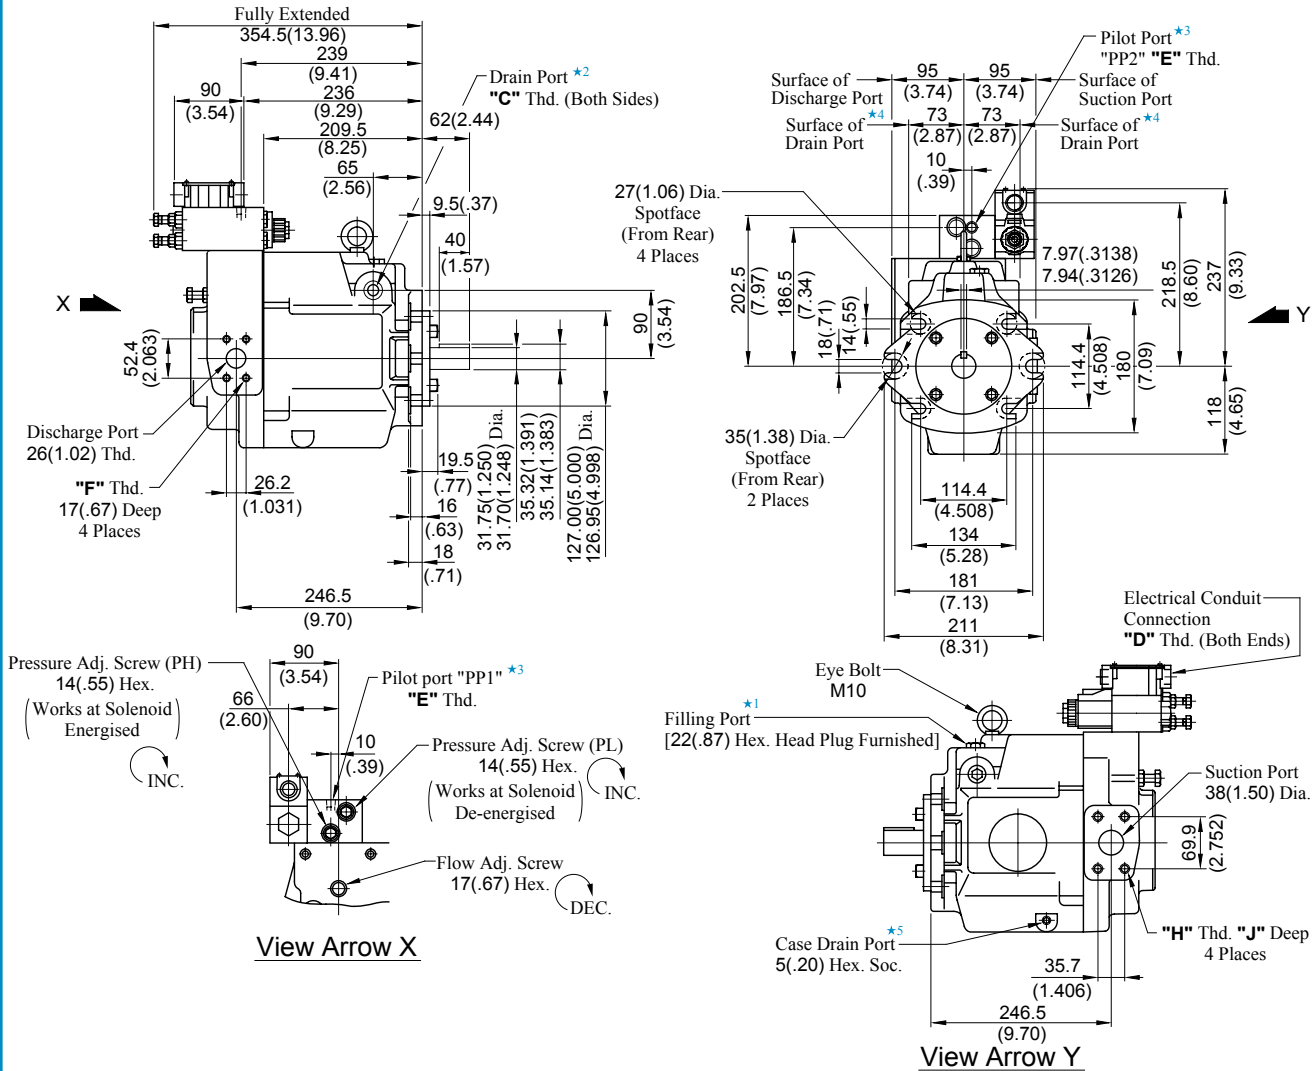 Fully Extended
354.5(13.96)
239
(9.41)
90
(3.54)
236
(9.29)
209.5
(8.25)
62(2.44)
65
(2.56)
9.5(.37)
40
(1.57)
Drain Port ★2
"C" Thd. (Both Sides)
X
90
(3.54)
52.4
(2.063)
Discharge Port
26(1.02) Thd.
"F" Thd.
17(.67) Deep
4 Places
26.2
(1.031)
19.5
(.77)
16
(.63)
18
(.71)
31.75(1.250)
31.70(1.248) Dia.
35.32(1.391)
35.14(1.383)
127.00(5.000)
126.95(4.998) Dia.
246.5
(9.70)
Pilot Port ★3
"PP2" "E" Thd.
95
(3.74)
95
(3.74)
Surface of
Discharge Port
Surface of
Suction Port
73
(2.87)
73
(2.87)
Surface of ★4
Drain Port
Surface of ★4
Drain Port
10
(.39)
27(1.06) Dia.
Spotface
(From Rear)
4 Places
202.5
(7.97)
186.5
(7.34)
18(.71)
14(.55)
7.97(.3138)
7.94(.3126)
218.5
(8.60)
237
(9.33)
Y
114.4
(4.508)
180
(7.09)
118
(4.65)
35(1.38) Dia.
Spotface
(From Rear)
2 Places
114.4
(4.508)
134
(5.28)
181
(7.13)
211
(8.31)
Pressure Adj. Screw (PH)
14(.55) Hex.
(Works at Solenoid
Energised)
INC.
90
(3.54)
66
(2.60)
10
(.39)
Pilot port "PP1" ★3
"E" Thd.
Pressure Adj. Screw (PL)
14(.55) Hex.
(Works at Solenoid
De-energised)
INC.
Flow Adj. Screw
17(.67) Hex.
DEC.
View Arrow X
Electrical Conduit
Connection
"D" Thd. (Both Ends)
Eye Bolt
M10
Filling Port ★1
[22(.87) Hex. Head Plug Furnished]
Suction Port
38(1.50) Dia.
69.9
(2.752)
"H" Thd. "J" Deep
4 Places
Case Drain Port ★5
5(.20) Hex. Soc.
35.7
(1.406)
246.5
(9.70)
View Arrow Y